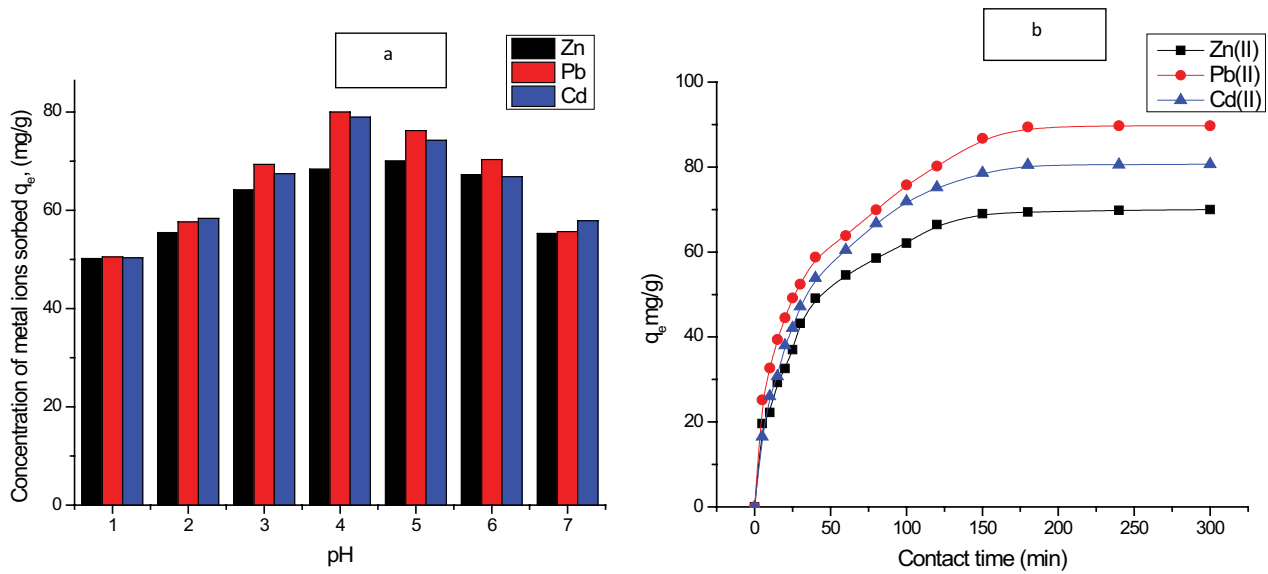 a
Zn
Pb
Cd
Concentration of metal ions sorbed qe, (mg/g)
80
60
40
20
0
1 2 3 4 5 6 7
pH
b
Zn(II)
Pb(II)
Cd(II)
qe mg/g
100
80
60
40
20
0
0 50 100 150 200 250 300
Contact time (min)